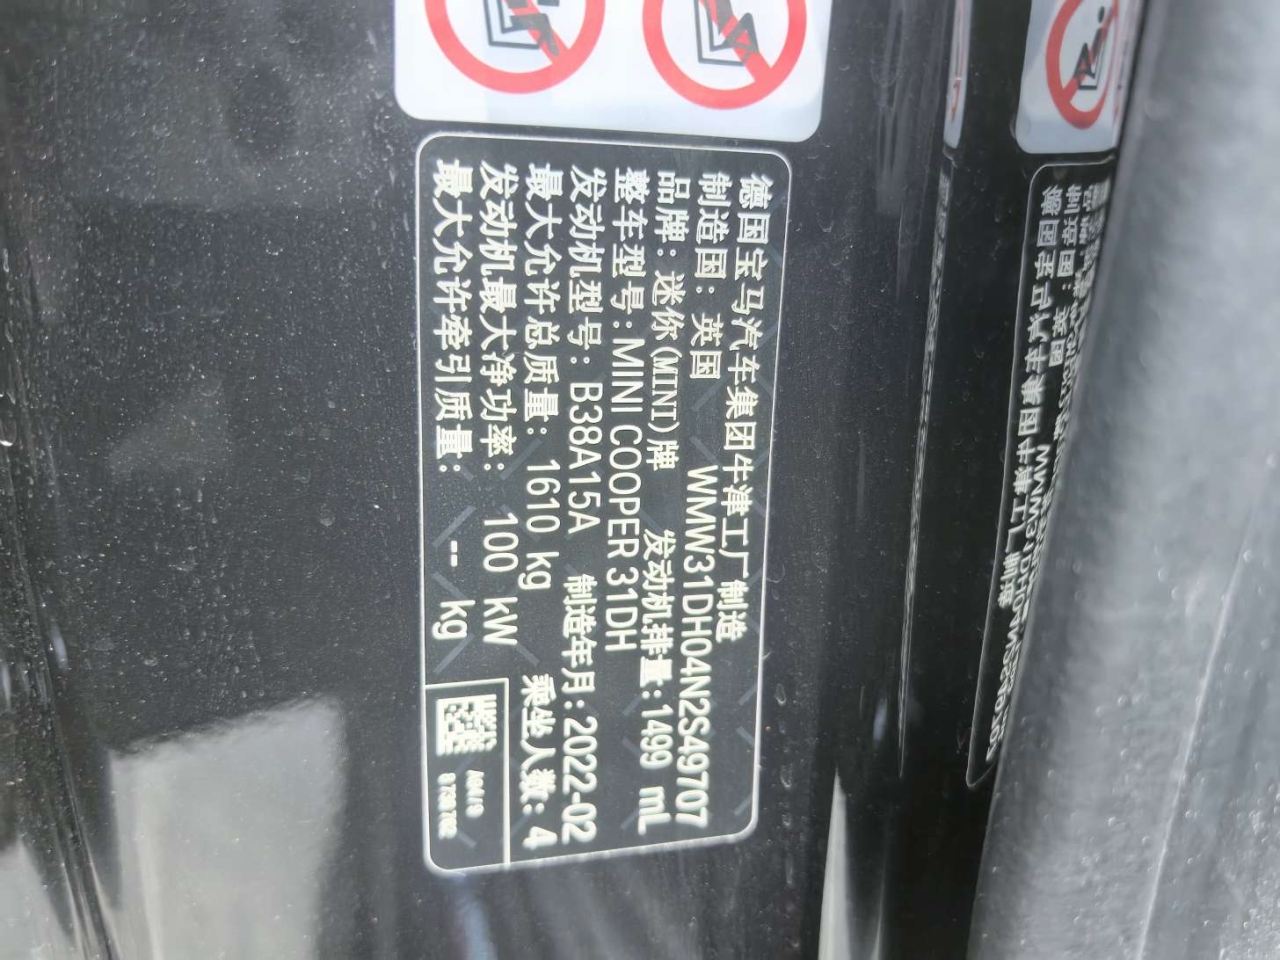 德国宝马汽车集团牛津工厂制造
制造国: 英国 WMW31DH04N2S49707
品牌: 迷你(MINI)牌 发动机排量: 1499 mL
整车型号: MINI COOPER 31DH
发动机型号: B38A15A 制造年月: 2022-02
最大允许总质量: 1610 kg 乘坐人数: 4
发动机最大净功率: 100 kW
最大允许牵引质量: -- kg